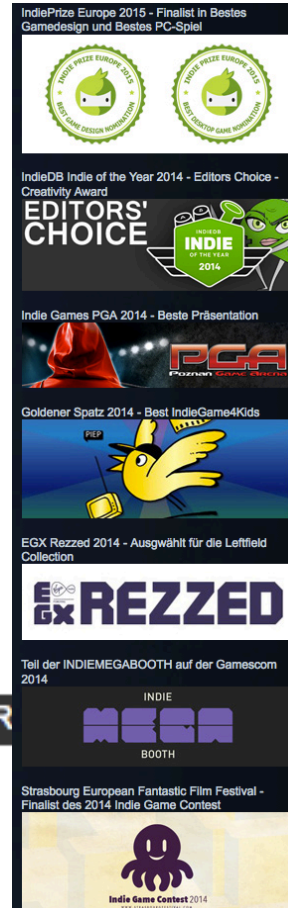 IndiePrize Europe 2015 - Finalist in Bestes
Gamedesign und Bestes PC-Spiel
INDIE PRIZE EUROPE 2015
BEST GAME DESIGN NOMINATION
INDIE PRIZE EUROPE 2015
BEST DESKTOP GAME NOMINATION
IndieDB Indie of the Year 2014 - Editors Choice -
Creativity Award
EDITORS'
CHOICE
INDIEDB
INDIE
OF THE YEAR
2014
Indie Games PGA 2014 - Beste Präsentation
PGA
Poznan Game Arena
Goldener Spatz 2014 - Best IndieGame4Kids
PIEP
EGX Rezzed 2014 - Ausgwählt für die Leftfield
Collection
EGX REZZED
Teil der INDIEMEGABOOTH auf der Gamescom
2014
INDIE
MEGA
BOOTH
R
Strasbourg European Fantastic Film Festival -
Finalist des 2014 Indie Game Contest
Indie Game Contest 2014